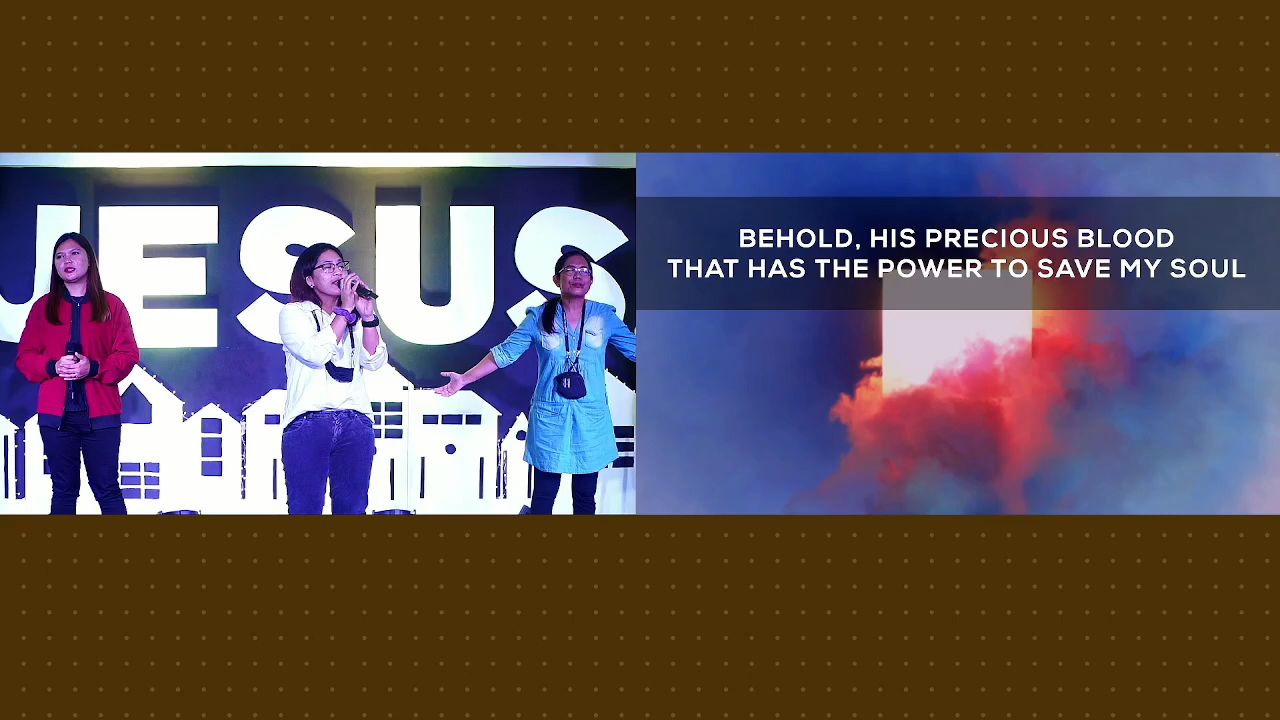 JESUS
BEHOLD, HIS PRECIOUS BLOOD
THAT HAS THE POWER TO SAVE MY SOUL